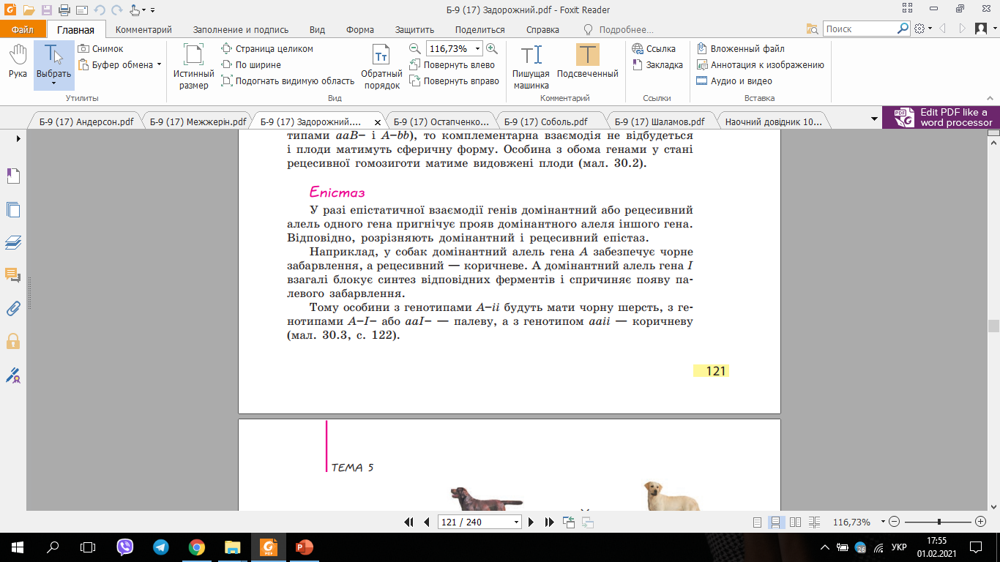 Б-9 (17) Задорожний.pdf - Foxit Reader
Файл Главная Комментарий Заполнение и подпись Вид Форма Защитить Поделиться Справка Подробнее... Поиск
Рука
Выбрать
Снимок
Буфер обмена
Утилиты
Истинный размер
Страница целиком
По ширине
Подогнать видимую область
Обратный порядок
116,73%
Повернуть влево
Повернуть вправо
Вид
Пишущая машинка
Подсвеченный
Комментарий
Ссылка
Закладка
Ссылки
Вложенный файл
Аннотация к изображению
Аудио и видео
Вставка
Б-9 (17) Андерсон.pdf Б-9 (17) Межжерін.pdf Б-9 (17) Задорожний.... Б-9 (17) Остапченко... Б-9 (17) Соболь.pdf Б-9 (17) Шаламов.pdf Наочний довідник 10...
Edit PDF like a
word processor
типами aaB– і A–bb), то комплементарна взаємодія не відбудеться
і плоди матимуть сферичну форму. Особина з обома генами у стані
рецесивної гомозиготи матиме видовжені плоди (мал. 30.2).
Епістаз
У разі епістатичної взаємодії генів домінантний або рецесивний
алель одного гена пригнічує прояв домінантного алеля іншого гена.
Відповідно, розрізняють домінантний і рецесивний епістаз.
Наприклад, у собак домінантний алель гена A забезпечує чорне
забарвлення, а рецесивний — коричневе. А домінантний алель гена I
взагалі блокує синтез відповідних ферментів і спричиняє появу па-
левого забарвлення.
Тому особини з генотипами A–ii будуть мати чорну шерсть, з ге-
нотипами A–I– або aaI– — палеву, а з генотипом aaii — коричневу
(мал. 30.3, с. 122).
121
ТЕМА 5
121 / 240
116,73%
26
УКР
17:55
01.02.2021